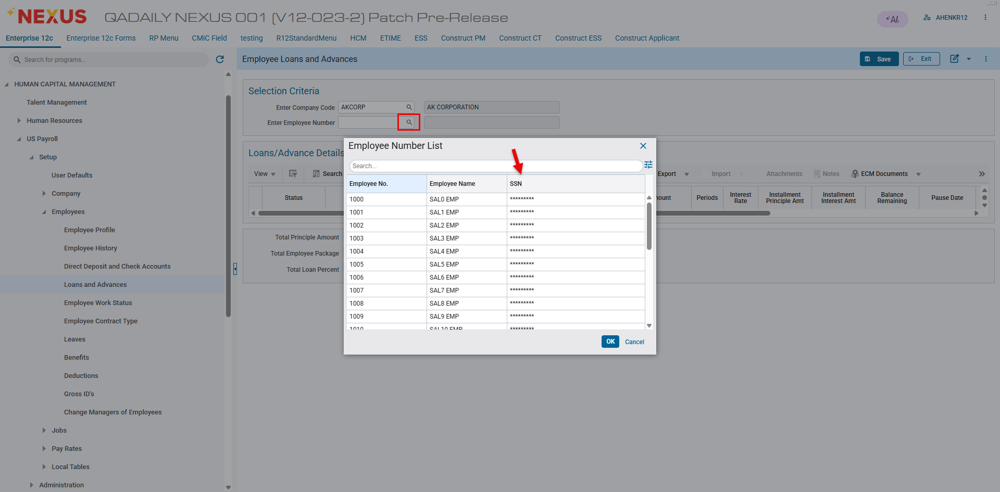 NEXUS
QADAILY NEXUS 001 (V12-023-2) Patch Pre-Release
AI
AHENKR12
Enterprise 12c Enterprise 12c Forms RP Menu CMiC Field testing R12StandardMenu HCM ETIME ESS Construct PM Construct CT Construct ESS Construct Applicant
Search for programs...
HUMAN CAPITAL MANAGEMENT
Talent Management
Human Resources
US Payroll
Setup
User Defaults
Company
Employees
Employee Profile
Employee History
Direct Deposit and Check Accounts
Loans and Advances
Employee Work Status
Employee Contract Type
Leaves
Benefits
Deductions
Gross ID's
Change Managers of Employees
Jobs
Pay Rates
Local Tables
Administration
Employee Loans and Advances
Save Exit
Selection Criteria
Enter Company Code AKCORP AK CORPORATION
Enter Employee Number
Loans/Advance Details
View Search Export Import Attachments Notes ECM Documents
Status Periods Interest Rate Installment Principle Amt Installment Interest Amt Balance Remaining Pause Date
Total Principle Amount
Total Employee Package
Total Loan Percent
Employee Number List
Search...
Employee No. Employee Name SSN
1000 SAL0 EMP *********
1001 SAL1 EMP *********
1002 SAL2 EMP *********
1003 SAL3 EMP *********
1004 SAL4 EMP *********
1005 SAL5 EMP *********
1006 SAL6 EMP *********
1007 SAL7 EMP *********
1008 SAL8 EMP *********
1009 SAL9 EMP *********
1010 SAL10 EMP *********
OK Cancel